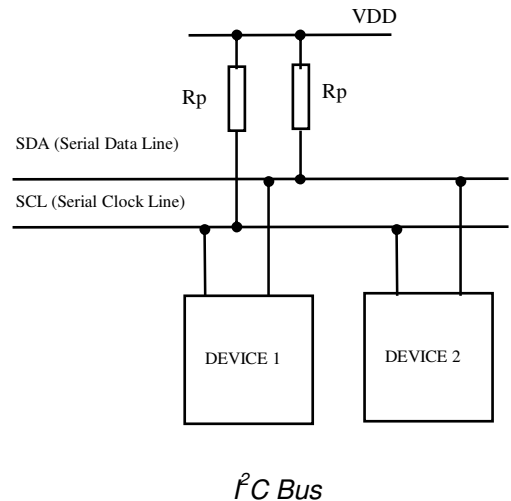 VDD
Rp
Rp
SDA (Serial Data Line)
SCL (Serial Clock Line)
DEVICE 1
DEVICE 2
I²C Bus